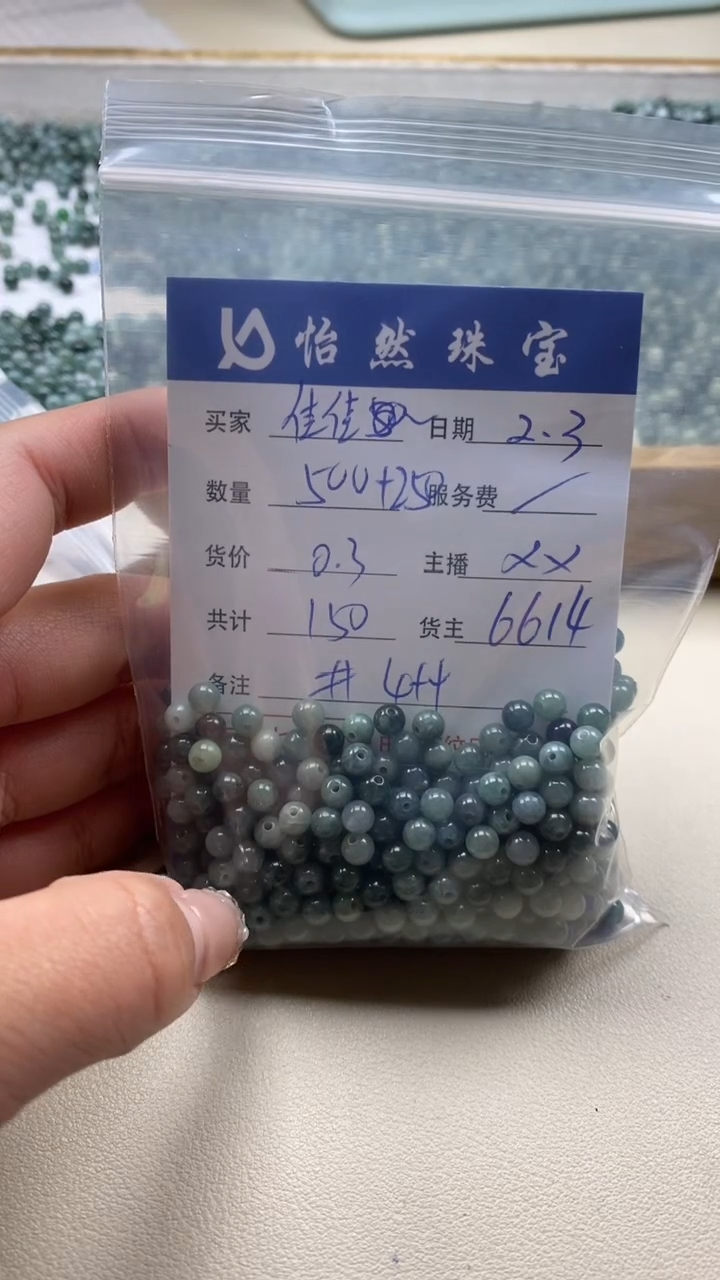 怡然珠宝
买家 佳佳 日期 2.3
数量 500+250 服务费 /
货价 0.3 主播 XX
共计 150 货主 6614
备注 # 4++